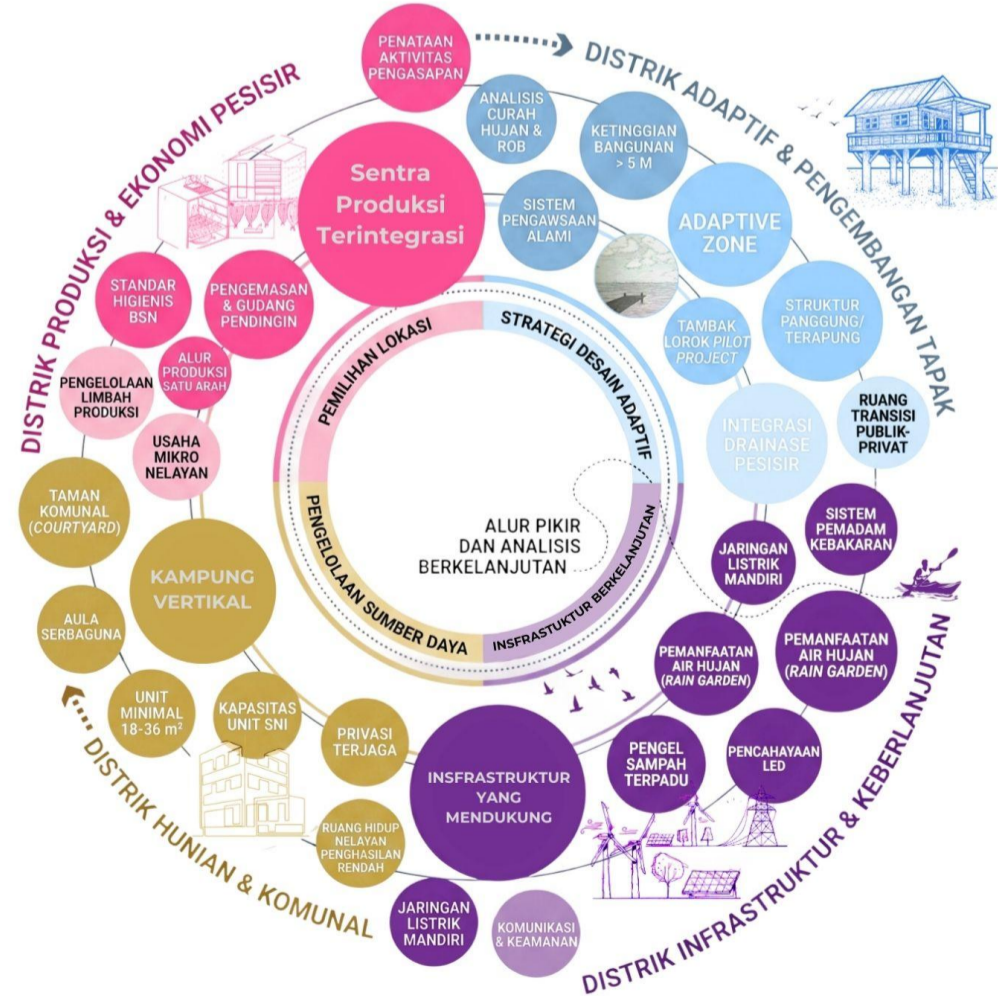 PENATAAN
AKTIVITAS
PENGASAPAN
DISTRIK ADAPTIF & PENGEMBANGAN TAPAK
DISTRIK PRODUKSI & EKONOMI PESISIR
ANALISIS
CURAH
HUJAN &
ROB
KETINGGIAN
BANGUNAN
> 5 M
Sentra
Produksi
Terintegrasi
SISTEM
PENGAWSAAN
ALAMI
ADAPTIVE
ZONE
STANDAR
HIGIENIS
BSN
PENGEMASAN
& GUDANG
PENDINGIN
STRUKTUR
PANGGUNG/
TERAPUNG
TAMBAK
LOROK PILOT
PROJECT
ALUR
PRODUKSI
SATU ARAH
PENGELOLAAN
LIMBAH
PRODUKSI
USAHA
MIKRO
NELAYAN
INTEGRASI
DRAINASE
PESISIR
RUANG
TRANSISI
PUBLIK-
PRIVAT
PEMILIHAN LOKASI
STRATEGI DESAIN ADAPTIF
PENGELOLAAN SUMBER DAYA
INSFRASTUKTUR BERKELANJUTAN
ALUR PIKIR
DAN ANALISIS
BERKELANJUTAN
TAMAN
KOMUNAL
(COURTYARD)
KAMPUNG
VERTIKAL
AULA
SERBAGUNA
UNIT
MINIMAL
18-36 m²
KAPASITAS
UNIT SNI
PRIVASI
TERJAGA
RUANG HIDUP
NELAYAN
PENGHASILAN
RENDAH
DISTRIK HUNIAN & KOMUNAL
SISTEM
PEMADAM
KEBAKARAN
JARINGAN
LISTRIK
MANDIRI
PEMANFAATAN
AIR HUJAN
(RAIN GARDEN)
PEMANFAATAN
AIR HUJAN
(RAIN GARDEN)
PENGEL
SAMPAH
TERPADU
PENCAHAYAAN
LED
INSFRASTRUKTUR
YANG
MENDUKUNG
JARINGAN
LISTRIK
MANDIRI
KOMUNIKASI
& KEAMANAN
DISTRIK INFRASTRUKTUR & KEBERLANJUTAN